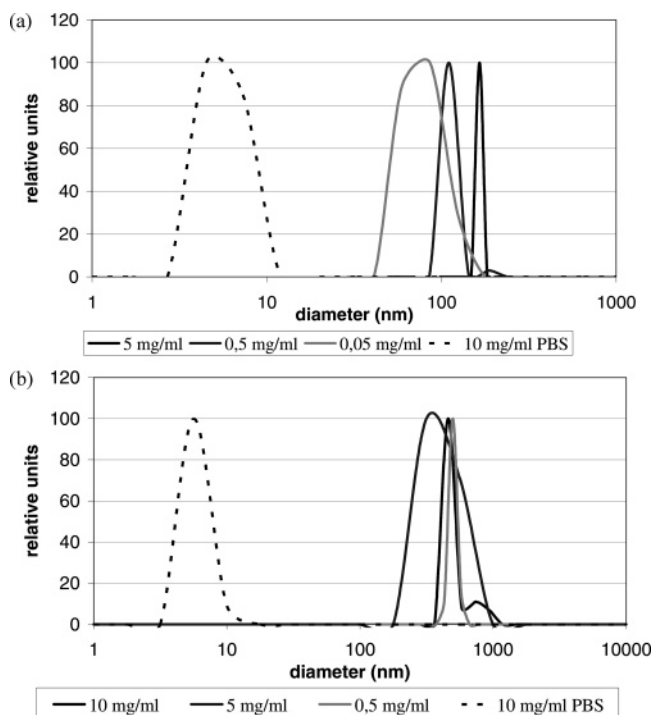 (a)
120
100
80
60
40
20
0
relative units
1 10 100 1000
diameter (nm)
5 mg/ml 0,5 mg/ml 0,05 mg/ml 10 mg/ml PBS
(b)
120
100
80
60
40
20
0
relative units
1 10 100 1000 10000
diameter (nm)
10 mg/ml 5 mg/ml 0,5 mg/ml 10 mg/ml PBS